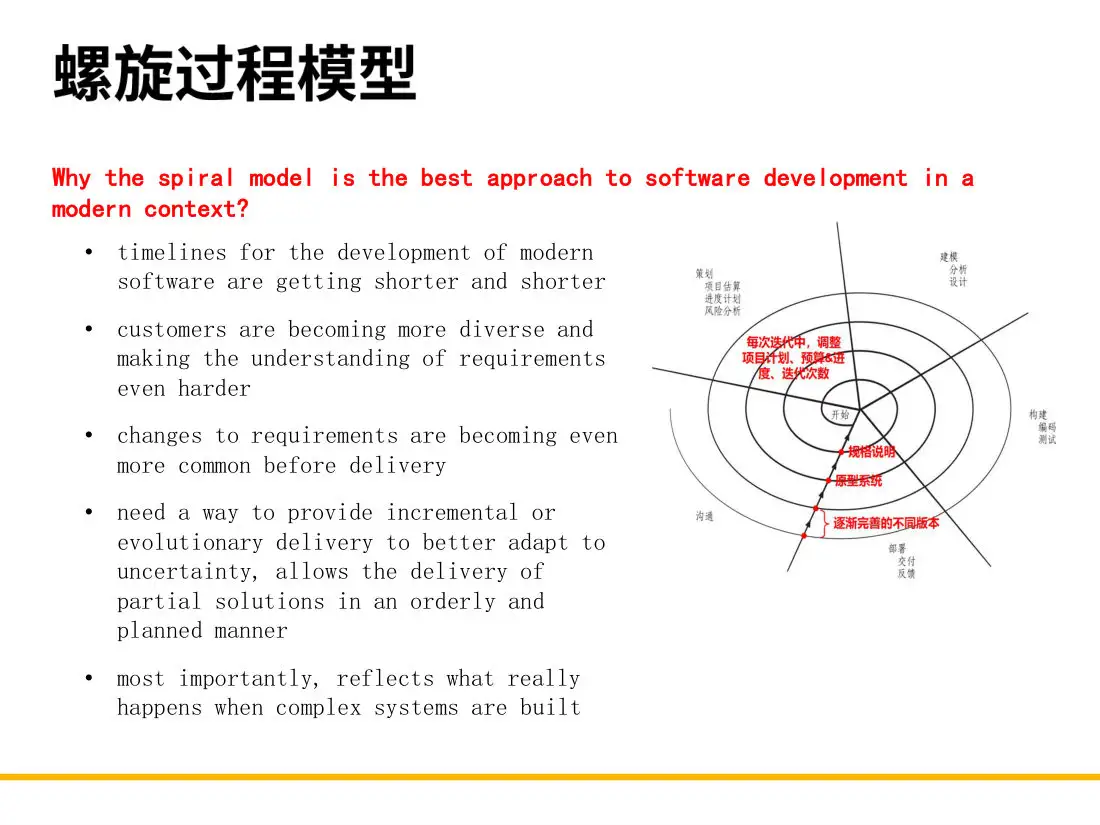 螺旋过程模型
Why the spiral model is the best approach to software development in a
modern context?
• timelines for the development of modern
software are getting shorter and shorter
• customers are becoming more diverse and
making the understanding of requirements
even harder
• changes to requirements are becoming even
more common before delivery
• need a way to provide incremental or
evolutionary delivery to better adapt to
uncertainty, allows the delivery of
partial solutions in an orderly and
planned manner
• most importantly, reflects what really
happens when complex systems are built
策划
项目估算
进度计划
风险分析
建模
分析
设计
每次迭代中，调整
项目计划、预算&进
度、迭代次数
开始
构建
编码
测试
规格说明
原型系统
沟通
逐渐完善的不同版本
部署
交付
反馈